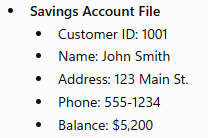 • Savings Account File
• Customer ID: 1001
• Name: John Smith
• Address: 123 Main St.
• Phone: 555-1234
• Balance: $5,200